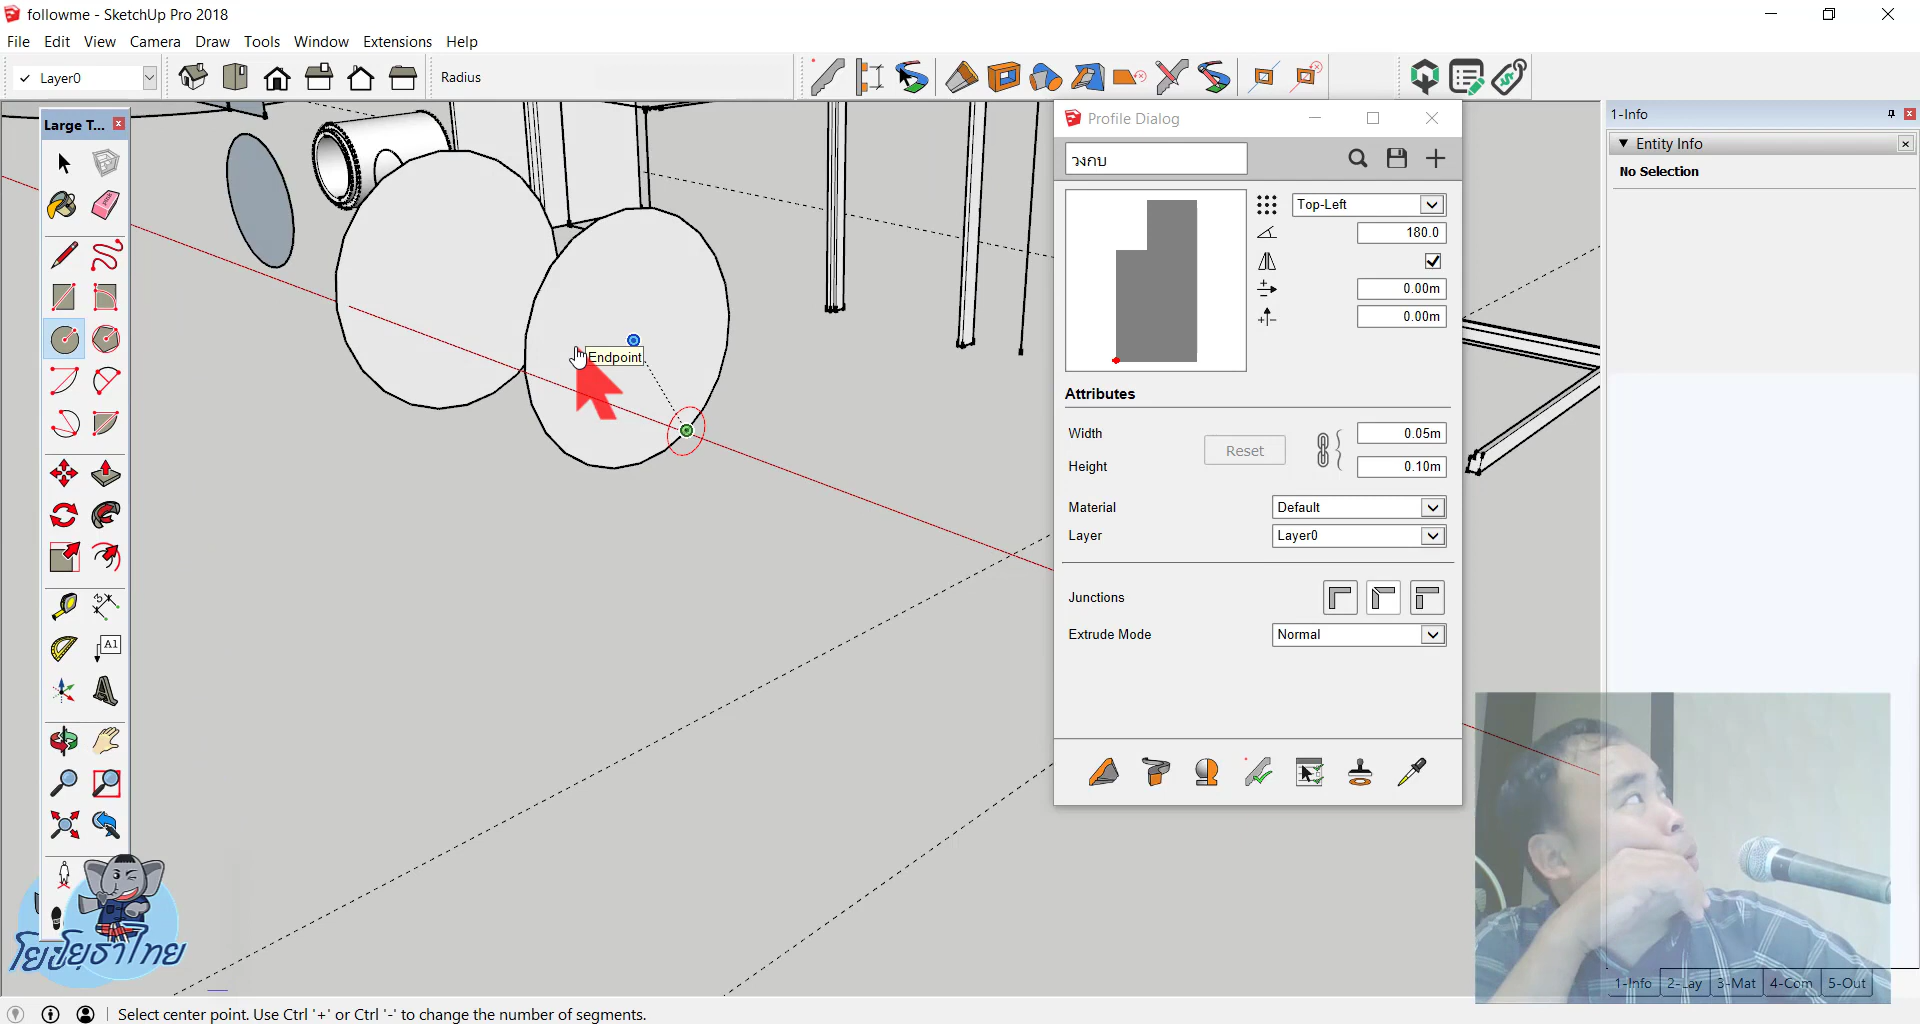 followme - SketchUp Pro 2018
File Edit View Camera Draw Tools Window Extensions Help
Layer0
Radius
Large T...
Profile Dialog
1-Info
Entity Info
No Selection
วงกบ
Top-Left
180.0
0.00m
0.00m
Endpoint
Attributes
Width 0.05m
Reset
Height 0.10m
Material Default
Layer Layer0
Junctions
Extrude Mode Normal
A1
โยธาไทย
1-Info 2-Lay 3-Mat 4-Com 5-Out
Select center point. Use Ctrl '+' or Ctrl '-' to change the number of segments.